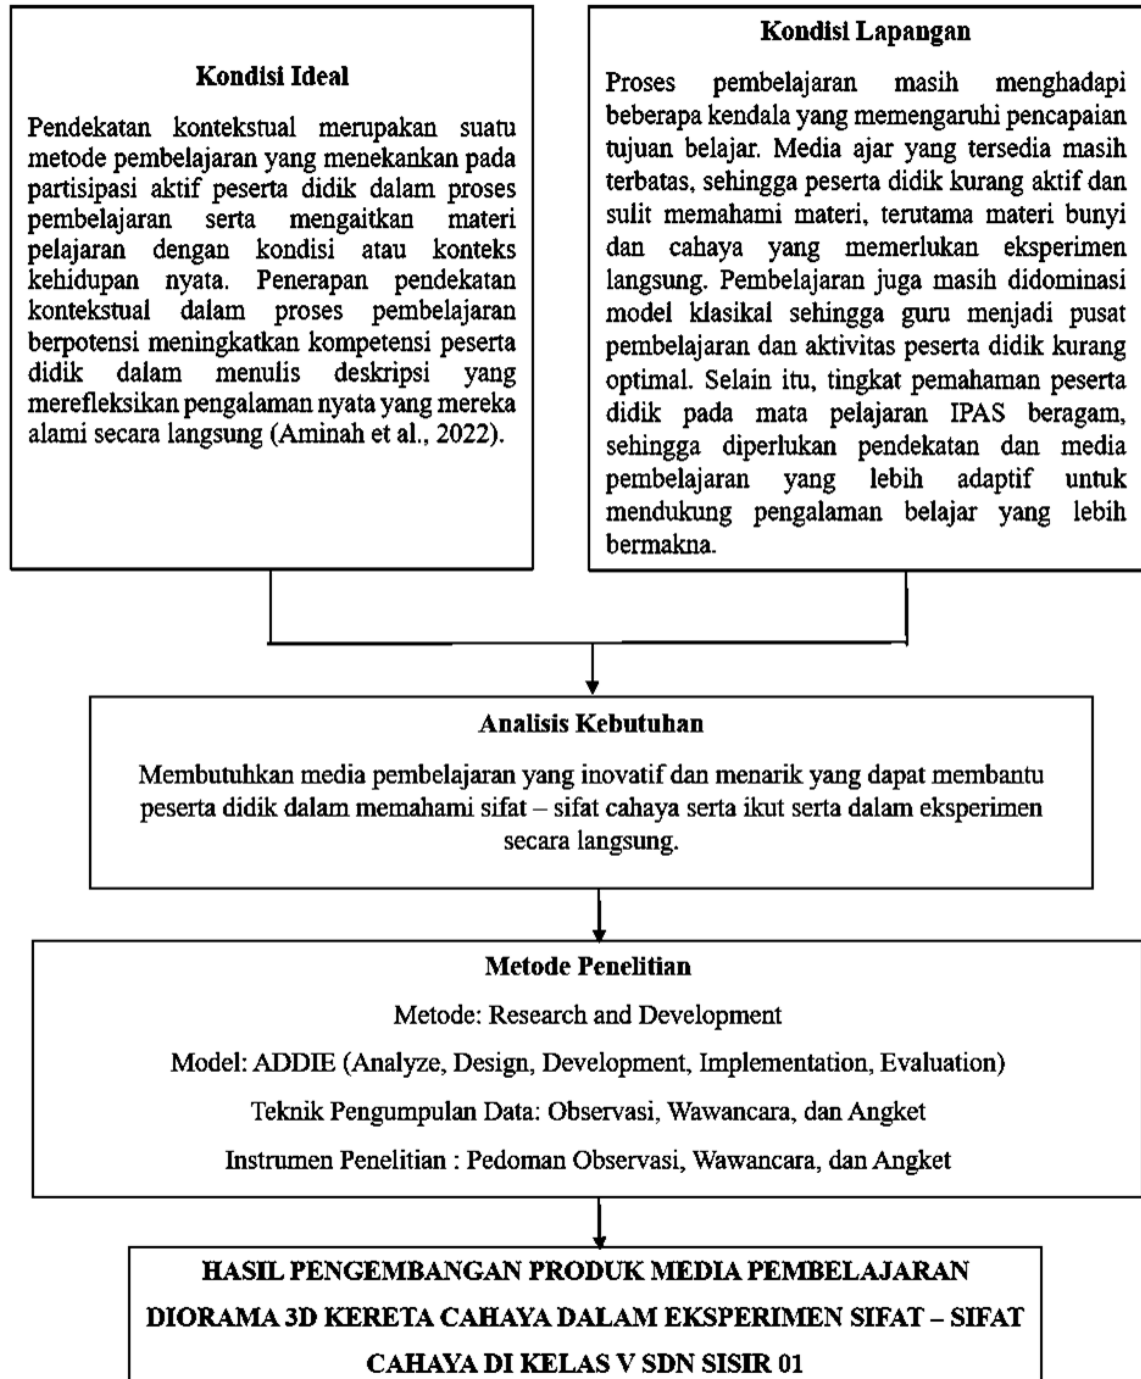 Kondisi Ideal
Pendekatan kontekstual merupakan suatu
metode pembelajaran yang menekankan pada
partisipasi aktif peserta didik dalam proses
pembelajaran serta mengaitkan materi
pelajaran dengan kondisi atau konteks
kehidupan nyata. Penerapan pendekatan
kontekstual dalam proses pembelajaran
berpotensi meningkatkan kompetensi peserta
didik dalam menulis deskripsi yang
merefleksikan pengalaman nyata yang mereka
alami secara langsung (Aminah et al., 2022).
Kondisi Lapangan
Proses pembelajaran masih menghadapi
beberapa kendala yang memengaruhi pencapaian
tujuan belajar. Media ajar yang tersedia masih
terbatas, sehingga peserta didik kurang aktif dan
sulit memahami materi, terutama materi bunyi
dan cahaya yang memerlukan eksperimen
langsung. Pembelajaran juga masih didominasi
model klasikal sehingga guru menjadi pusat
pembelajaran dan aktivitas peserta didik kurang
optimal. Selain itu, tingkat pemahaman peserta
didik pada mata pelajaran IPAS beragam,
sehingga diperlukan pendekatan dan media
pembelajaran yang lebih adaptif untuk
mendukung pengalaman belajar yang lebih
bermakna.
Analisis Kebutuhan
Membutuhkan media pembelajaran yang inovatif dan menarik yang dapat membantu
peserta didik dalam memahami sifat – sifat cahaya serta ikut serta dalam eksperimen
secara langsung.
Metode Penelitian
Metode: Research and Development
Model: ADDIE (Analyze, Design, Development, Implementation, Evaluation)
Teknik Pengumpulan Data: Observasi, Wawancara, dan Angket
Instrumen Penelitian : Pedoman Observasi, Wawancara, dan Angket
HASIL PENGEMBANGAN PRODUK MEDIA PEMBELAJARAN
DIORAMA 3D KERETA CAHAYA DALAM EKSPERIMEN SIFAT – SIFAT
CAHAYA DI KELAS V SDN SISIR 01